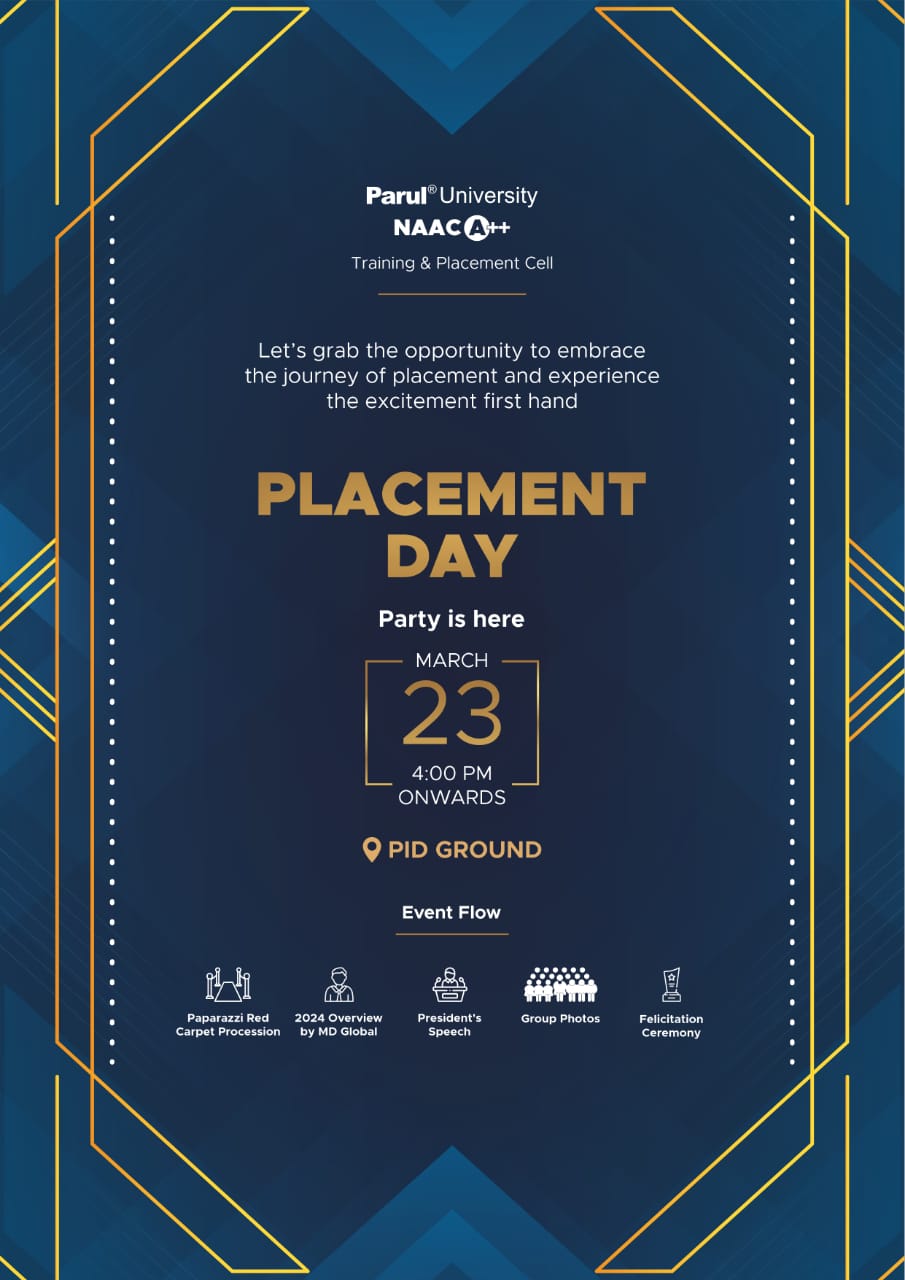 Parul® University
NAAC A++
Training & Placement Cell
Let’s grab the opportunity to embrace
the journey of placement and experience
the excitement first hand
PLACEMENT
DAY
Party is here
MARCH
23
4:00 PM
ONWARDS
PID GROUND
Event Flow
Paparazzi Red
Carpet Procession
2024 Overview
by MD Global
President's
Speech
Group Photos
Felicitation
Ceremony